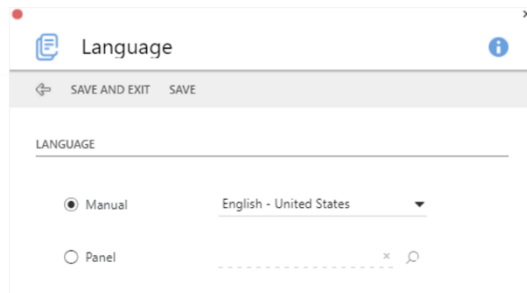 Language
SAVE AND EXIT SAVE
LANGUAGE
Manual English - United States
Panel